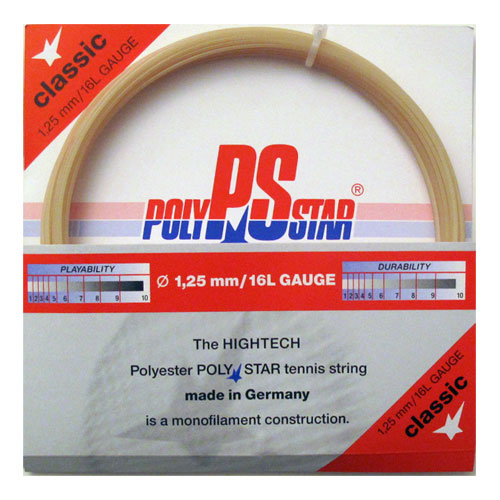 classic
1,25 mm/16L GAUGE
PS
POLY STAR ®
PLAYABILITY
1 2 3 4 5 6 7 8 9 10
Ø 1,25 mm/16L GAUGE
DURABILITY
1 2 3 4 5 6 7 8 9 10
The HIGHTECH
Polyester POLY STAR tennis string
made in Germany
is a monofilament construction.
1,25 mm/16L GAUGE
classic